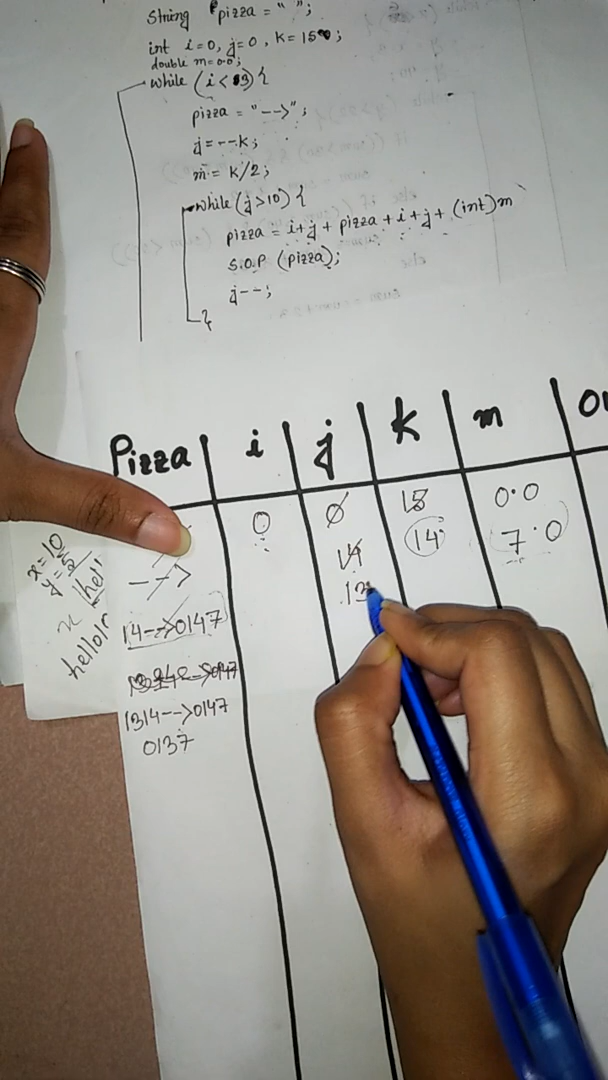 String pizza = " ";
int i=0, j=0, k=15;
double m=0.0;
while (i<3) {
pizza = "-->";
j=--k;
m= k/2;
while (j>10) {
pizza = i+j + pizza + i + j + (int)m
S.O.P (pizza);
j--;
}
Pizza i j k m
0 0 15 0.0
--> 14 14 7.0
13
14-->0147
1314-->0147
0137
x=10
y=5